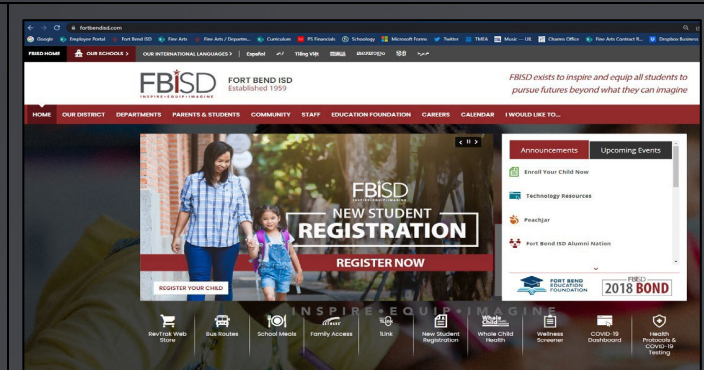 fortbendisd.com
Google Employee Portal Fort Bend ISD Fine Arts Fine Arts / Departm... Curriculum PS Financials Schoology Microsoft Forms Twitter TMEA Music — UIL Charms Office Fine Arts Contract R... Dropbox Business
FBISD HOME OUR SCHOOLS > OUR INTERNATIONAL LANGUAGES > Español Tiếng Việt
FBISD
INSPIRE • EQUIP • IMAGINE
FORT BEND ISD
Established 1959
FBISD exists to inspire and equip all students to
pursue futures beyond what they can imagine
HOME OUR DISTRICT DEPARTMENTS PARENTS & STUDENTS COMMUNITY STAFF EDUCATION FOUNDATION CAREERS CALENDAR I WOULD LIKE TO...
FBISD
INSPIRE • EQUIP • IMAGINE
NEW STUDENT
REGISTRATION
REGISTER NOW
REGISTER YOUR CHILD
Announcements Upcoming Events
Enroll Your Child Now
Technology Resources
Peachjar
Fort Bend ISD Alumni Nation
FORT BEND
EDUCATION
FOUNDATION
FBISD
2018 BOND
INSPIRE • EQUIP • IMAGINE
RevTrak Web
Store
Bus Routes
School Meals
Family Access
1Link
New Student
Registration
Whole Child
Health
Wellness
Screener
COVID-19
Dashboard
Health
Protocols &
COVID-19
Testing